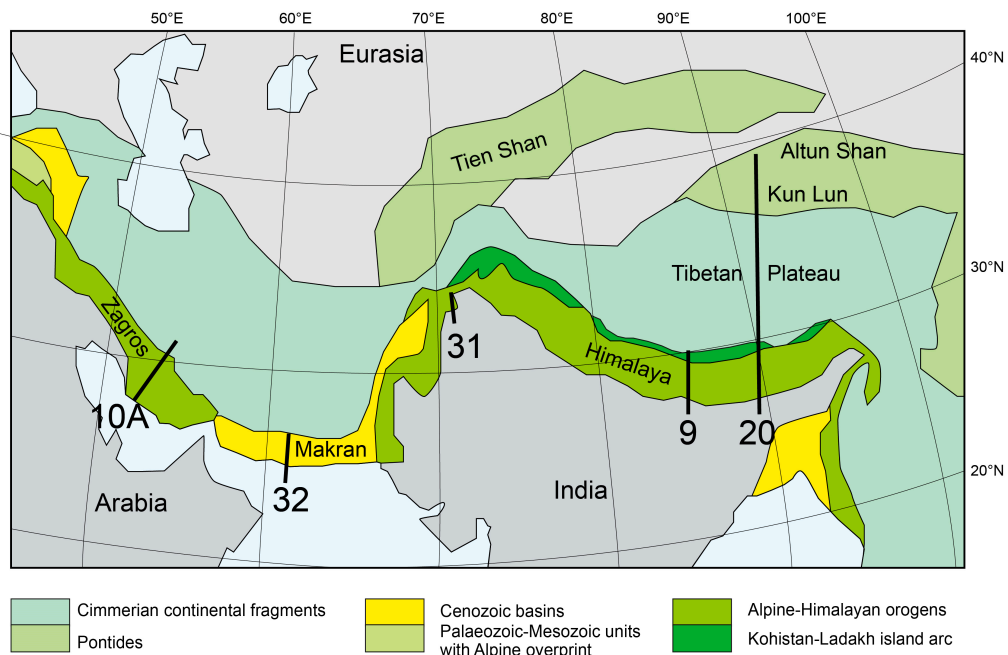 50°E
60°E
70°E
80°E
90°E
100°E
Eurasia
40°N
Tien Shan
Altun Shan
Kun Lun
Tibetan
Plateau
30°N
Zagros
31
Himalaya
10A
9
20
Makran
20°N
32
Arabia
India
Cimmerian continental fragments
Pontides
Cenozoic basins
Palaeozoic-Mesozoic units
with Alpine overprint
Alpine-Himalayan orogens
Kohistan-Ladakh island arc